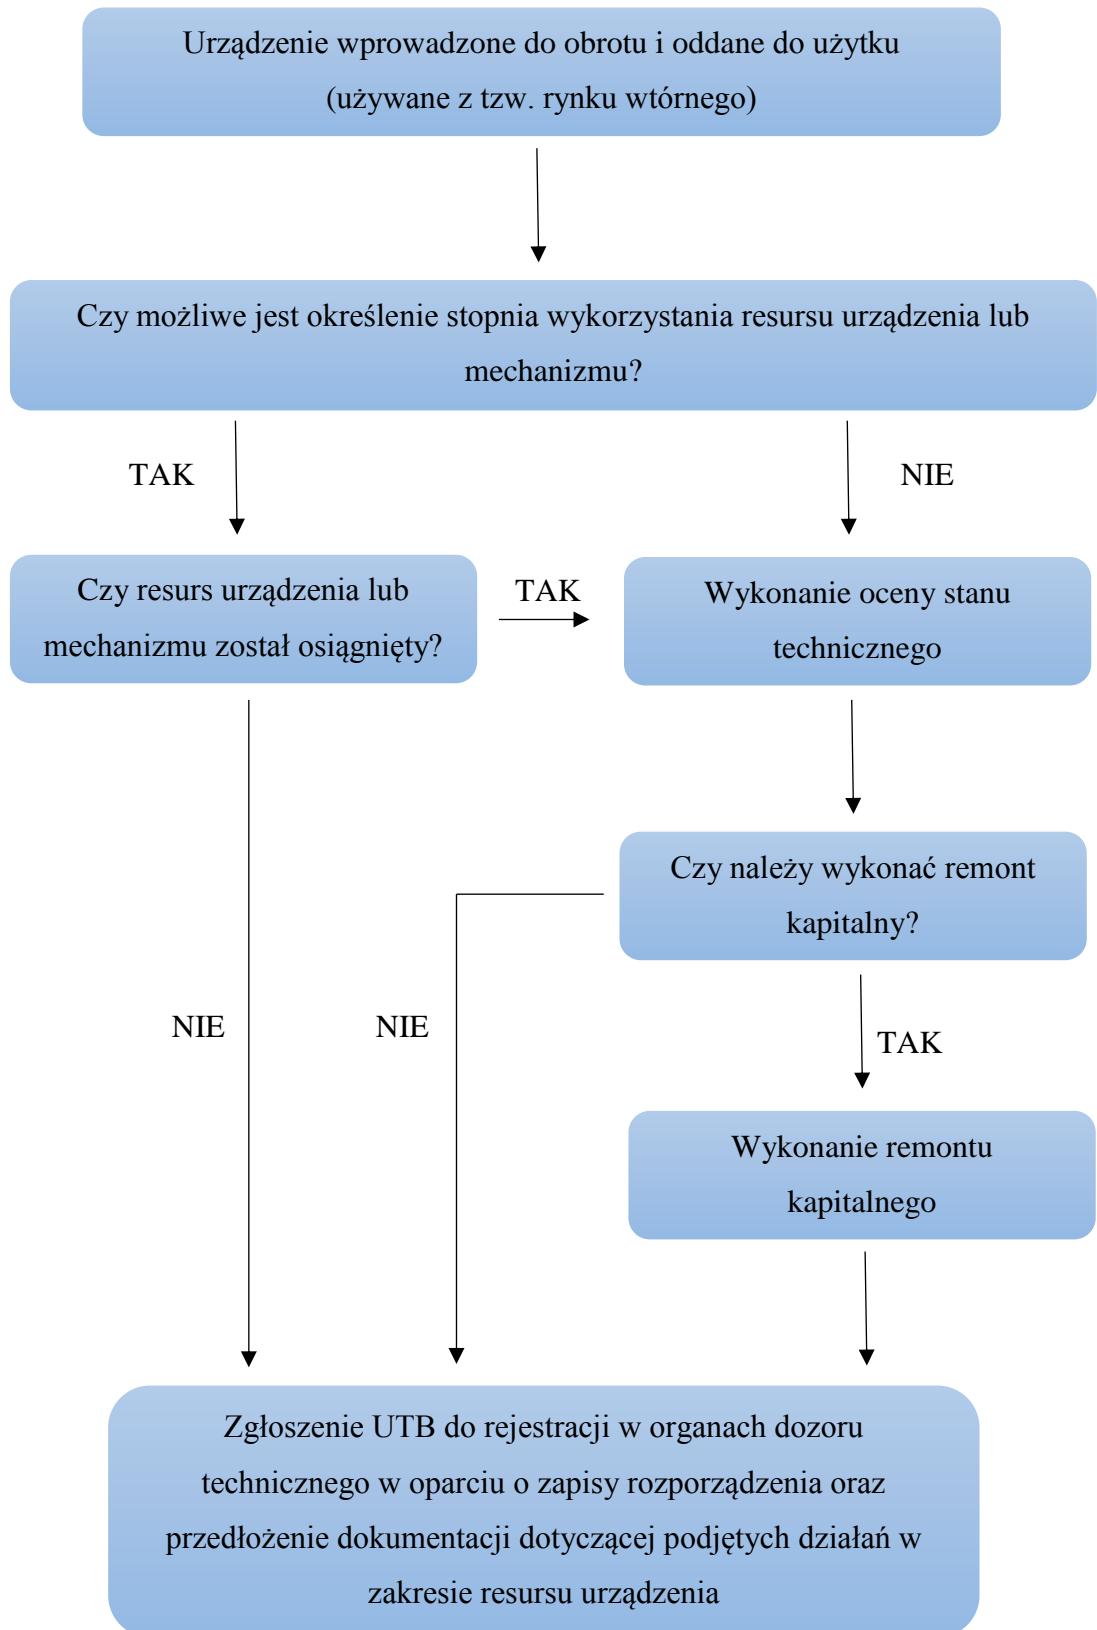 Urządzenie wprowadzone do obrotu i oddane do użytku
(używane z tzw. rynku wtórnego)
Czy możliwe jest określenie stopnia wykorzystania resursu urządzenia lub
mechanizmu?
TAK
NIE
Czy resurs urządzenia lub
mechanizmu został osiągnięty?
TAK
Wykonanie oceny stanu
technicznego
Czy należy wykonać remont
kapitalny?
NIE
NIE
TAK
Wykonanie remontu
kapitalnego
Zgłoszenie UTB do rejestracji w organach dozoru
technicznego w oparciu o zapisy rozporządzenia oraz
przedłożenie dokumentacji dotyczącej podjętych działań w
zakresie resursu urządzenia